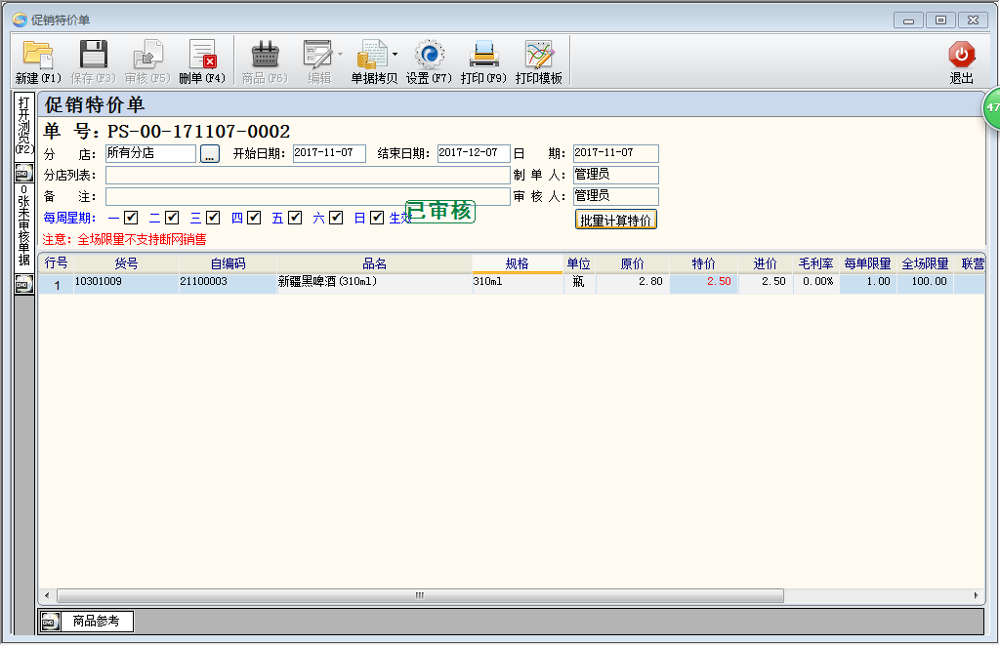 促销特价单
新建(F1) 保存(F3) 审核(F5) 删单(F4) 商品(F6) 编辑 单据拷贝 设置(F7) 打印(F9) 打印模板 退出
打开浏览(F2)
0张未审核单据
促销特价单
单 号: PS-00-171107-0002
分 店: 所有分店 ... 开始日期: 2017-11-07 结束日期: 2017-12-07 日 期: 2017-11-07
分店列表: 制 单 人: 管理员
备 注: 审 核 人: 管理员
每周星期: 一 二 三 四 五 六 日 生效 已审核 批量计算特价
注意: 全场限量不支持断网销售
47
行号 货号 自编码 品名 规格 单位 原价 特价 进价 毛利率 每单限量 全场限量 联营
1 10301009 21100003 新疆黑啤酒(310ml) 310ml 瓶 2.80 2.50 2.50 0.00% 1.00 100.00
商品参考